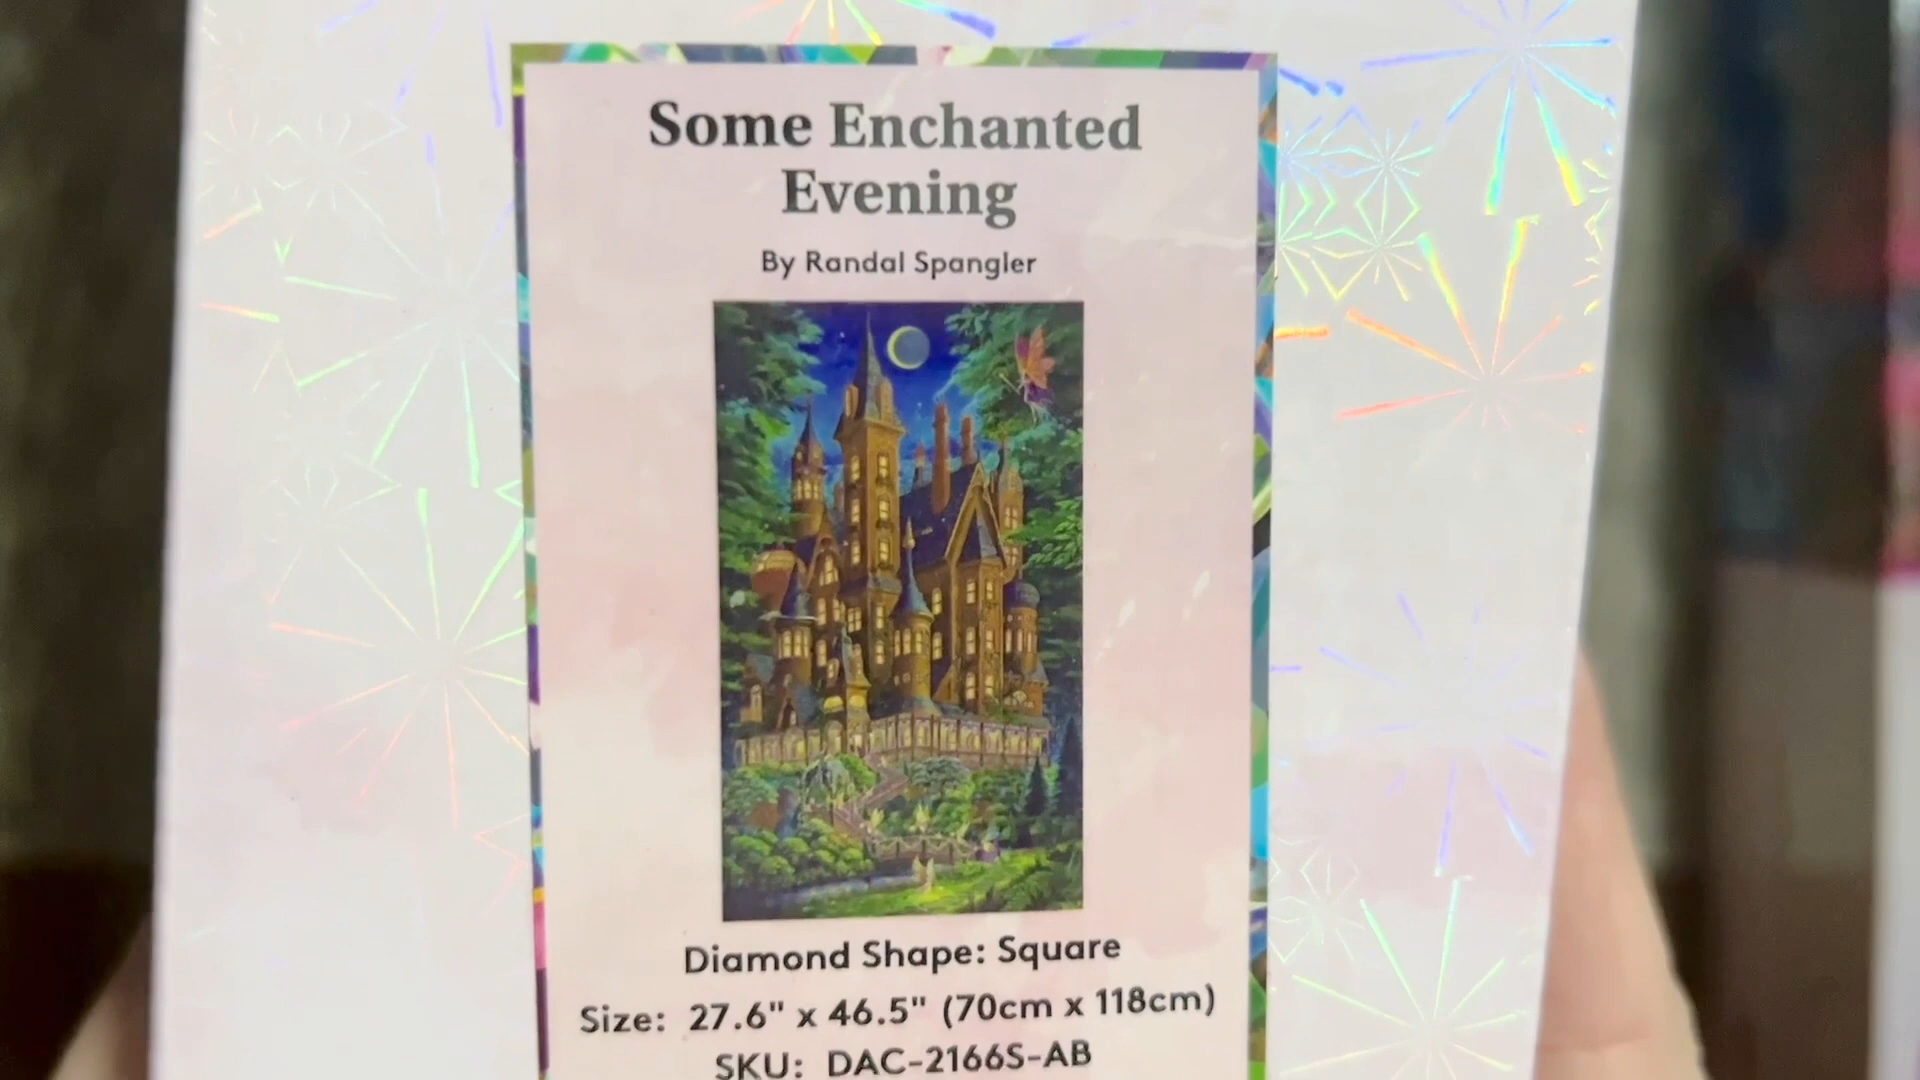 Some Enchanted
Evening
By Randal Spangler
Diamond Shape: Square
Size: 27.6" x 46.5" (70cm x 118cm)
SKU: DAC-2166S-AB